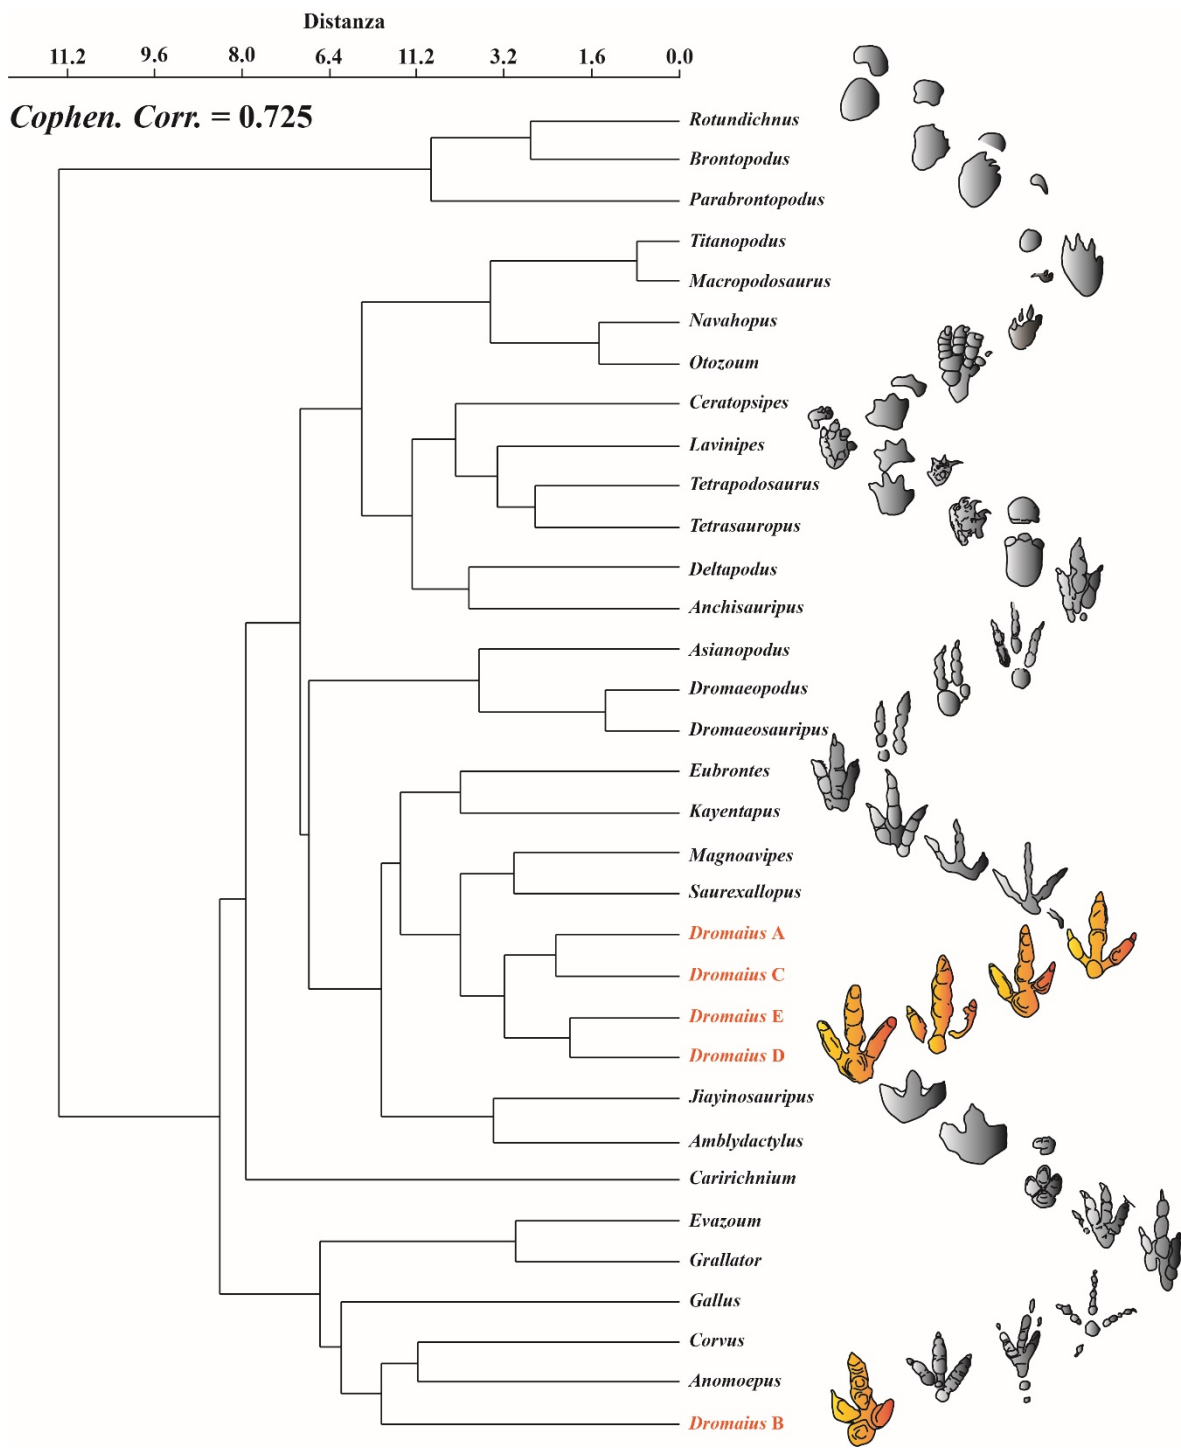 Distanza
11.2 9.6 8.0 6.4 11.2 3.2 1.6 0.0
Cophen. Corr. = 0.725
Rotundichnus
Brontopodus
Parabrontopodus
Titanopodus
Macropodosaurus
Navahopus
Otozoum
Ceratopsipes
Lavinipes
Tetrapodosaurus
Tetrasauropus
Deltapodus
Anchisauripus
Asianopodus
Dromaeopodus
Dromaeosauripus
Eubrontes
Kayentapus
Magnoavipes
Saurexallopus
Dromaius A
Dromaius C
Dromaius E
Dromaius D
Jiayinosauripus
Amblydactylus
Caririchnium
Evazoum
Grallator
Gallus
Corvus
Anomoepus
Dromaius B